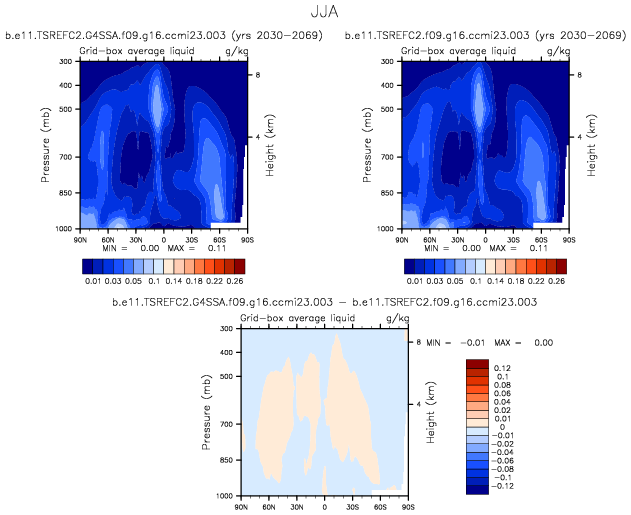 JJA
b.e11.TSREFC2.G4SSA.f09.g16.ccmi23.003 (yrs 2030-2069)
b.e11.TSREFC2.f09.g16.ccmi23.003 (yrs 2030-2069)
Grid-box average liquid g/kg
Grid-box average liquid g/kg
300 400 500 700 850 1000
Pressure (mb)
8 4
Height (km)
300 400 500 700 850 1000
Pressure (mb)
8 4
Height (km)
90N 60N 30N 0 30S 60S 90S
90N 60N 30N 0 30S 60S 90S
MIN = 0.00 MAX = 0.11
MIN = 0.00 MAX = 0.11
0.01 0.03 0.05 0.1 0.14 0.18 0.22 0.26
0.01 0.03 0.05 0.1 0.14 0.18 0.22 0.26
b.e11.TSREFC2.G4SSA.f09.g16.ccmi23.003 - b.e11.TSREFC2.f09.g16.ccmi23.003
Grid-box average liquid g/kg
300 400 500 700 850 1000
Pressure (mb)
8 4
Height (km)
90N 60N 30N 0 30S 60S 90S
MIN = -0.01 MAX = 0.00
0.12
0.1
0.08
0.06
0.04
0.02
0.01
0
-0.01
-0.02
-0.04
-0.06
-0.08
-0.1
-0.12